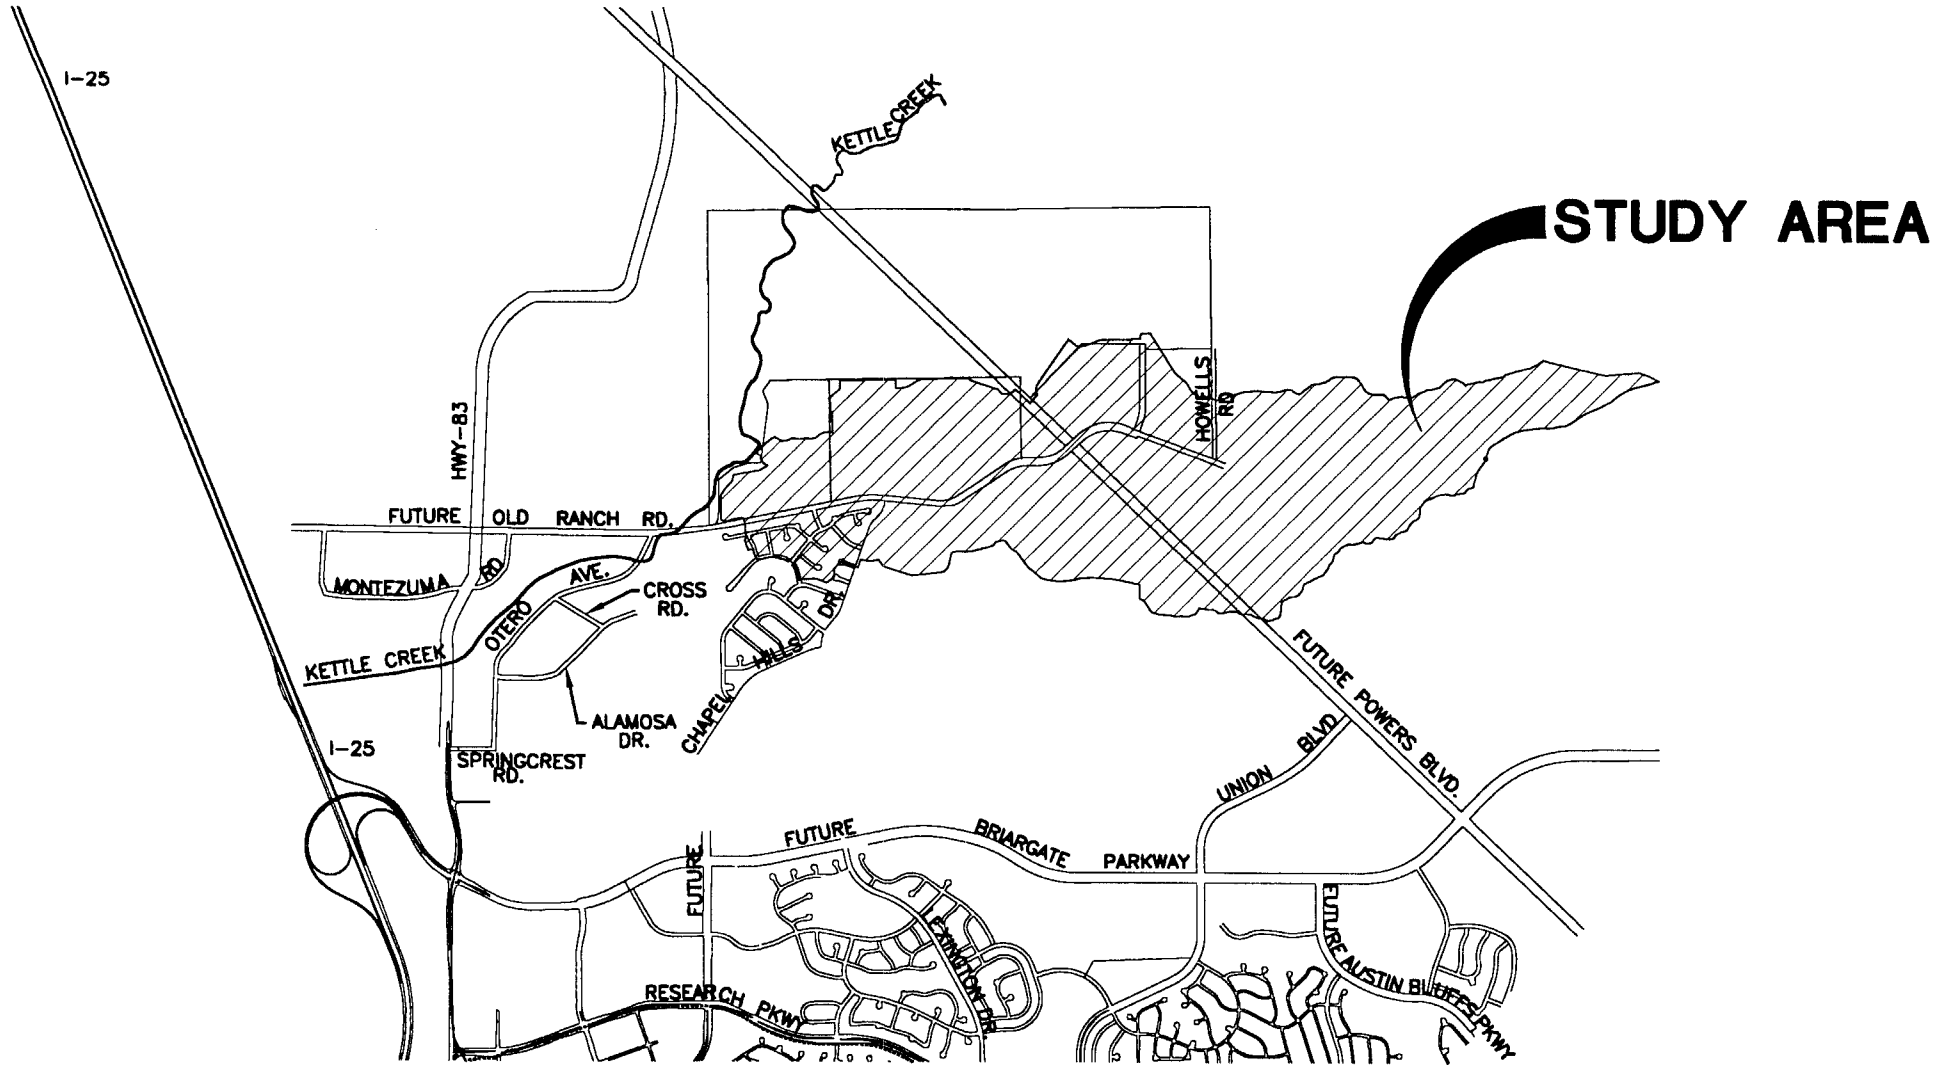 I-25
KETTLE CREEK
STUDY AREA
HOWELLS
RD
HWY-83
FUTURE OLD RANCH RD.
MONTEZUMA RD
OTERO AVE.
CROSS
RD.
KETTLE CREEK
CHAPEL HILLS DR.
ALAMOSA
DR.
I-25
SPRINGCREST
RD.
FUTURE POWERS BLVD.
UNION BLVD
FUTURE BRIARGATE PARKWAY
FUTURE
LEXINGTON DR
FUTURE AUSTIN BLUFFS PKWY
RESEARCH PKWY